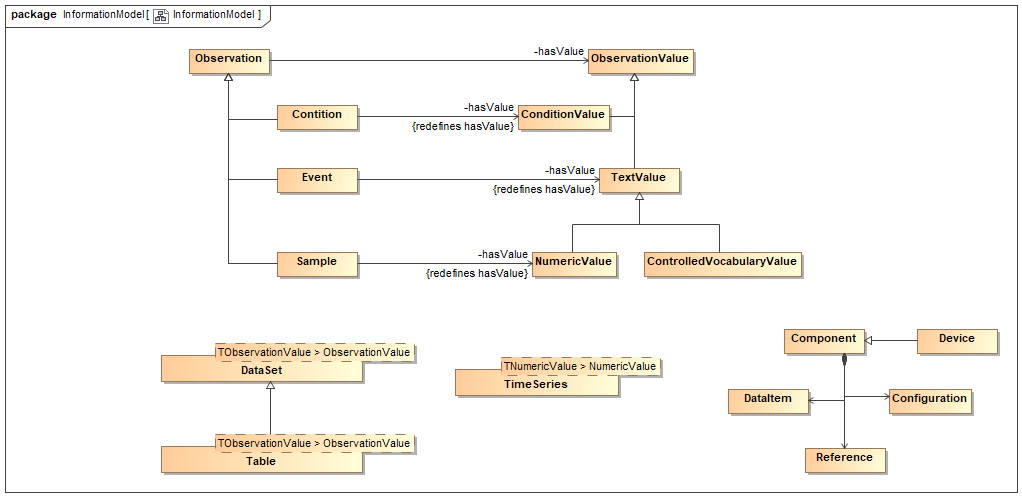 package InformationModel [ InformationModel ]
-hasValue
Observation
ObservationValue
-hasValue
Contition
ConditionValue
{redefines hasValue}
-hasValue
Event
TextValue
{redefines hasValue}
-hasValue
Sample
NumericValue
ControlledVocabularyValue
{redefines hasValue}
Component
Device
TObservationValue > ObservationValue
DataSet
TNumericValue > NumericValue
TimeSeries
DataItem
Configuration
TObservationValue > ObservationValue
Table
Reference